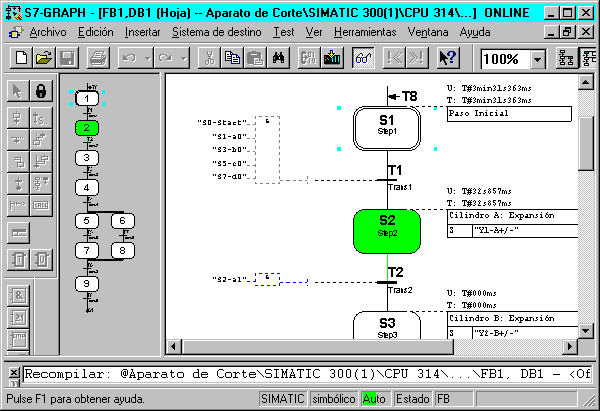 S7-GRAPH - [FB1,DB1 (Hoja) -- Aparato de Corte\SIMATIC 300(1)\CPU 314\...] ONLINE
Archivo Edición Insertar Sistema de destino Test Ver Herramientas Ventana Ayuda
100%
T8
U: T#3min31s363ms
T: T#3min31s363ms
Paso Inicial
S1
Step1
"S0-Start"
"S1-a0"
"S3-b0"
"S5-c0"
"S7-d0"
&
T1
Trans1
U: T#32s857ms
T: T#32s857ms
Cilindro A: Expansión
S "Y1-A+/-"
S2
Step2
"S2-a1"
&
T2
Trans2
U: T#000ms
T: T#000ms
Cilindro B: Expansión
S "Y2-B+/-"
S3
Step3
1
2
3
4
5 6
7 8
9
Recompilar: @Aparato de Corte\SIMATIC 300(1)\CPU 314\...\FB1, DB1 - <Of
Pulse F1 para obtener ayuda. SIMATIC simbólico Auto Estado FB